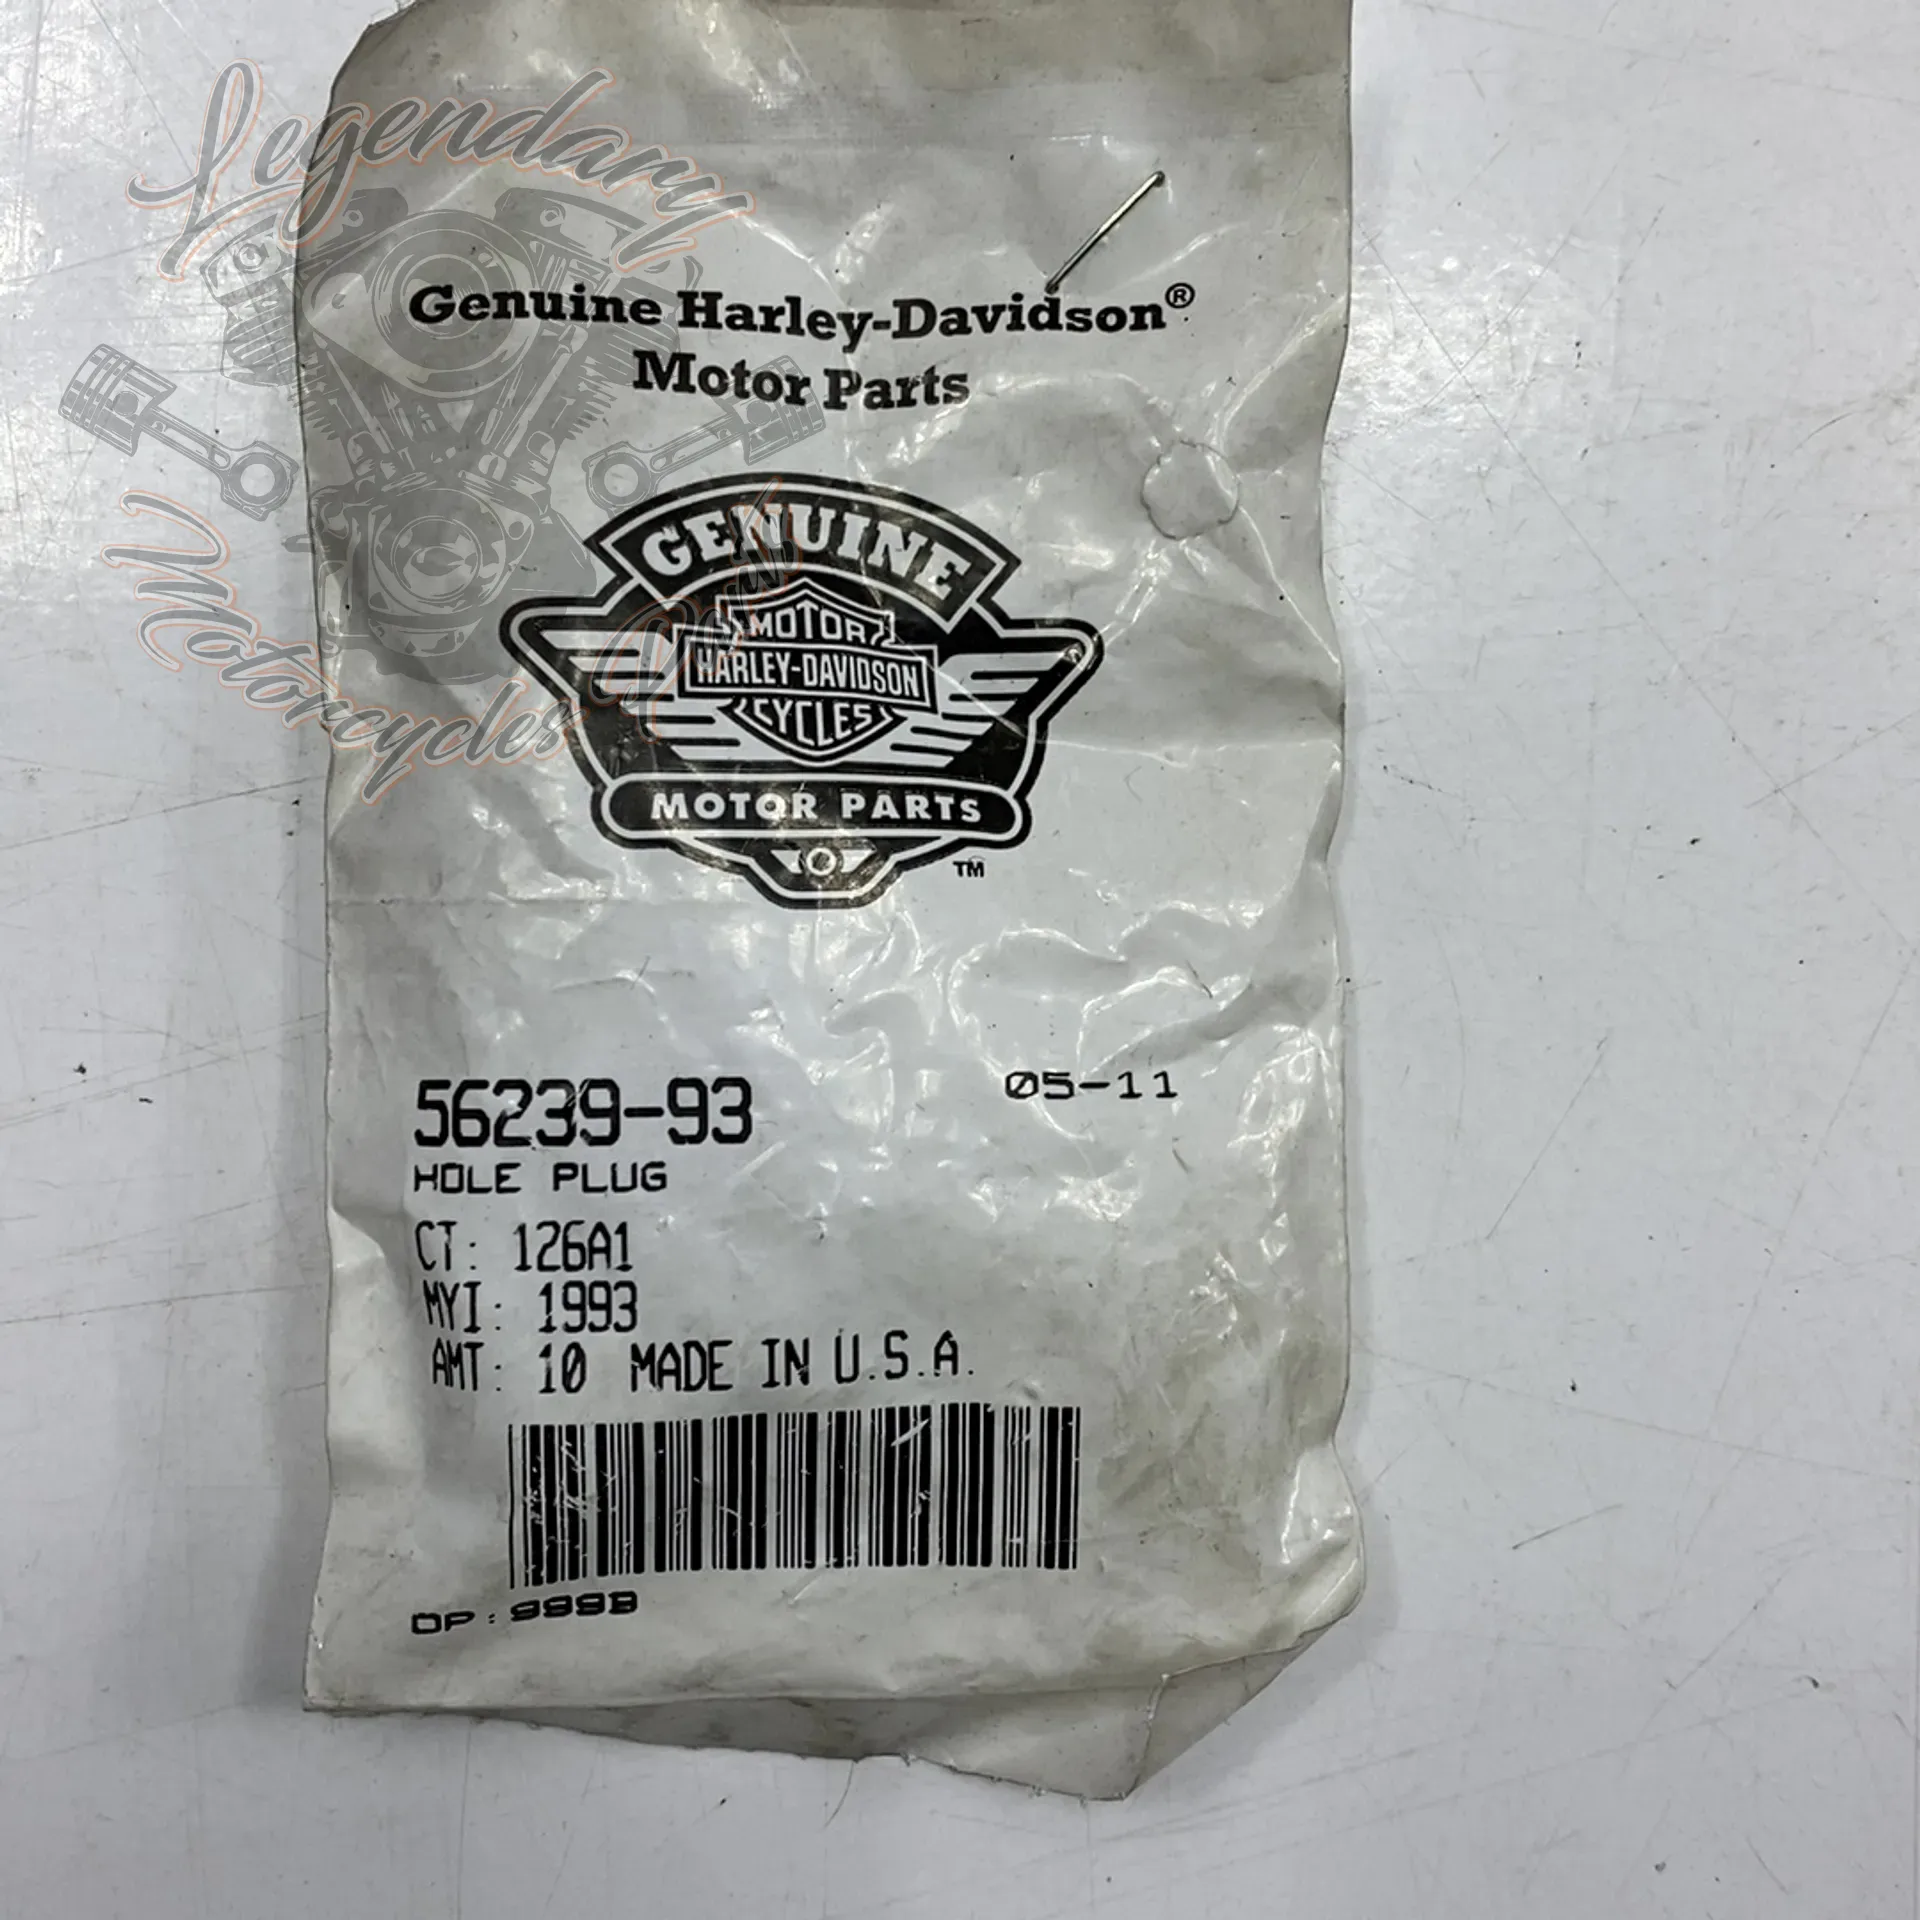 Legendary
Motorcycles Parts
Genuine Harley-Davidson®
Motor Parts
GENUINE
MOTOR
HARLEY-DAVIDSON
CYCLES
MOTOR PARTS
TM
56239-93
05-11
HOLE PLUG
CT: 126A1
MYI: 1993
AMT: 10 MADE IN U.S.A.
OP: 999B